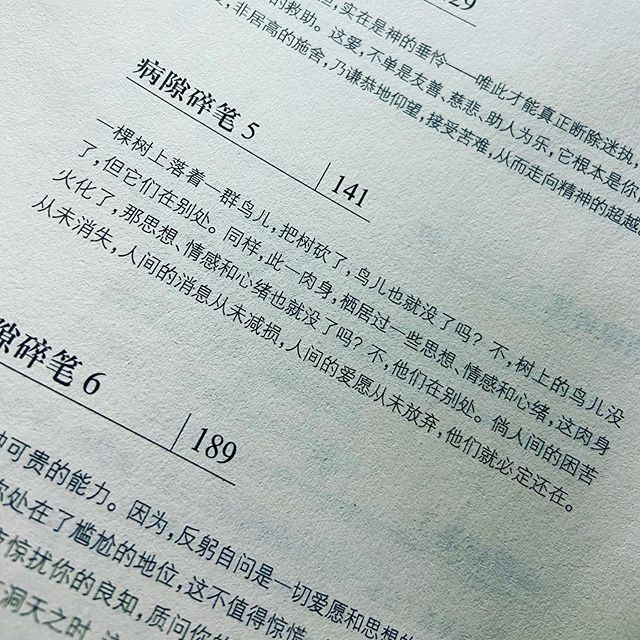 29
实在是神的垂怜——唯此才能真正断除迷执,
的救助。这爱,不单是友善、慈悲、助人为乐,它根本是你
非居高的施舍,乃谦恭地仰望,接受苦难,从而走向精神的超越
病隙碎笔 5
141
一棵树上落着一群鸟儿,把树砍了,鸟儿也就没了吗?不,树上的鸟儿没
了,但它们在别处。同样,此一肉身,栖居过一些思想、情感和心绪,这肉身
火化了,那思想、情感和心绪也就没了吗?不,他们在别处。倘人间的困苦
从未消失,人间的消息从未减损,人间的爱愿从未放弃,他们就必定还在。
隙碎笔 6
189
可贵的能力。因为,反躬自问是一切爱愿和思想的
你处在了尴尬的地位,这不值得惊慌
惊扰你的良知,质问你的
洞天之时